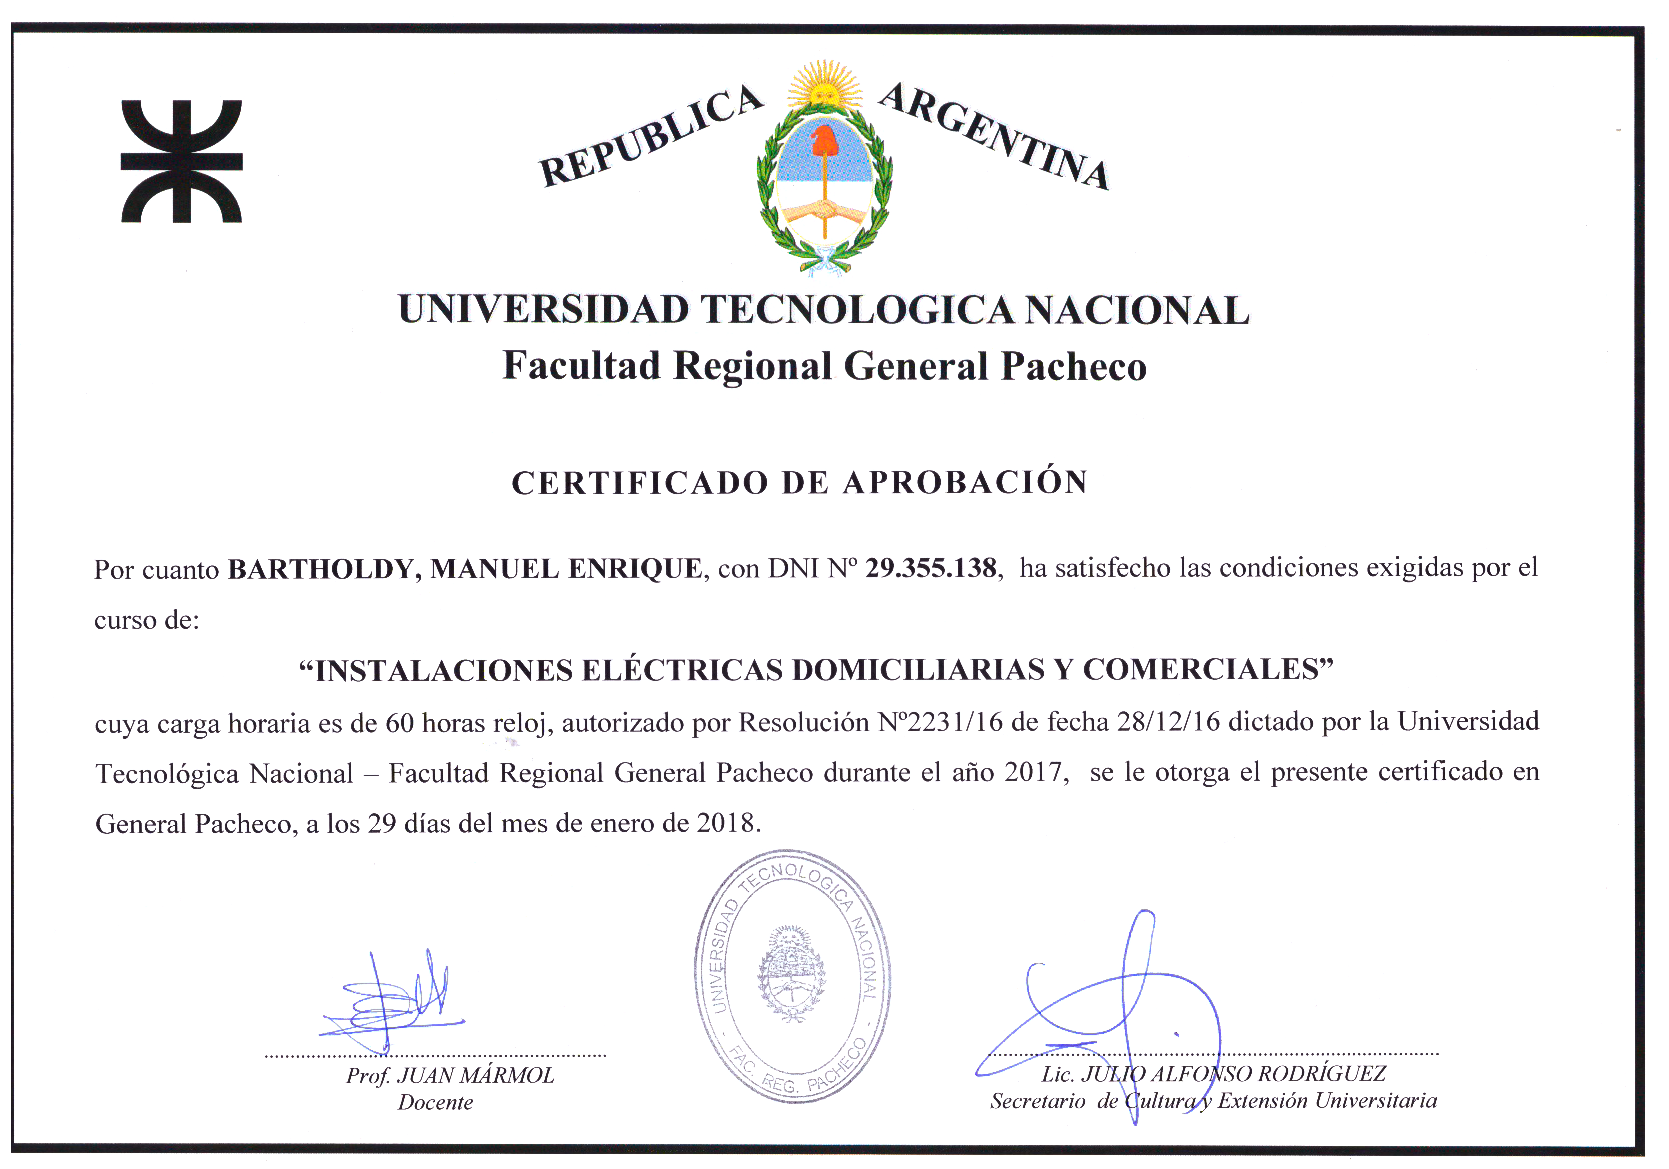 REPUBLICA ARGENTINA
UNIVERSIDAD TECNOLOGICA NACIONAL
Facultad Regional General Pacheco
CERTIFICADO DE APROBACIÓN
Por cuanto BARTHOLDY, MANUEL ENRIQUE, con DNI Nº 29.355.138, ha satisfecho las condiciones exigidas por el
curso de:
“INSTALACIONES ELÉCTRICAS DOMICILIARIAS Y COMERCIALES”
cuya carga horaria es de 60 horas reloj, autorizado por Resolución Nº2231/16 de fecha 28/12/16 dictado por la Universidad
Tecnológica Nacional – Facultad Regional General Pacheco durante el año 2017, se le otorga el presente certificado en
General Pacheco, a los 29 días del mes de enero de 2018.
UNIVERSIDAD TECNOLOGICA NACIONAL
- FAC. REG. PACHECO -
Prof. JUAN MÁRMOL
Docente
Lic. JULIO ALFONSO RODRÍGUEZ
Secretario de Cultura y Extensión Universitaria